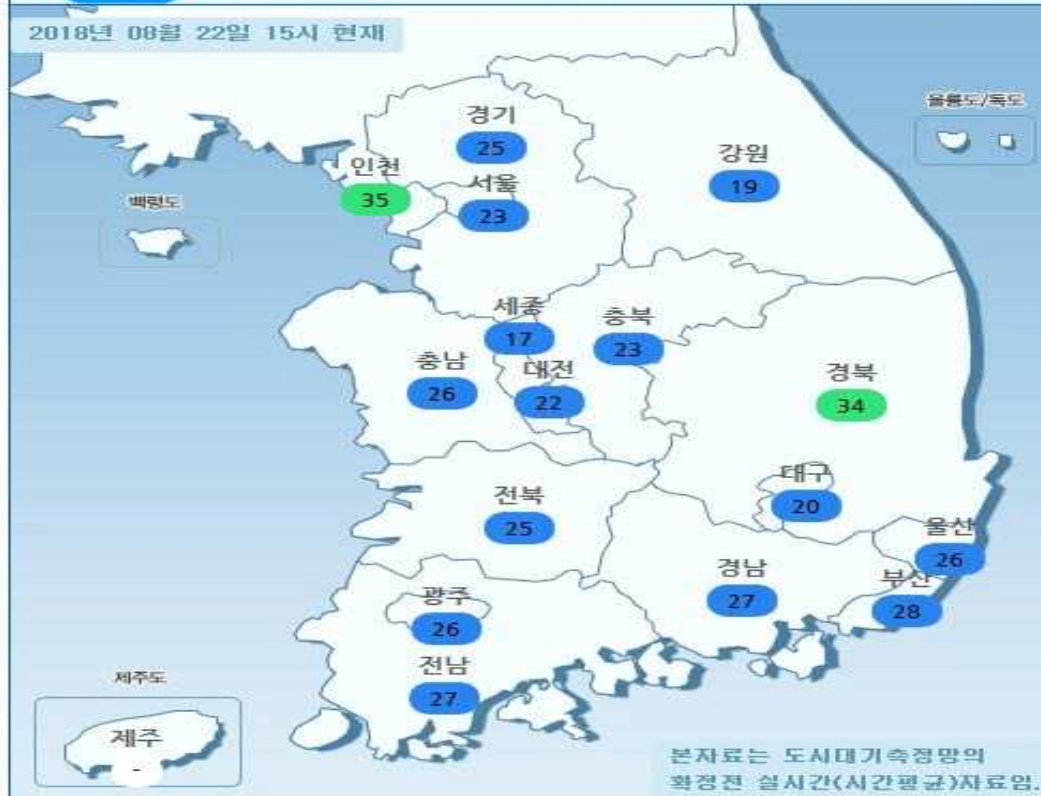 2018년 08월 22일 15시 현재
울릉도/독도
경기
25
강원
19
인천
35
서울
23
백령도
세종
17
충북
23
충남
26
대전
22
경북
34
대구
20
전북
25
울산
26
경남
27
부산
28
광주
26
전남
27
제주도
제주
-
본자료는 도시대기측정망의
확정전 실시간(시간평균)자료임.